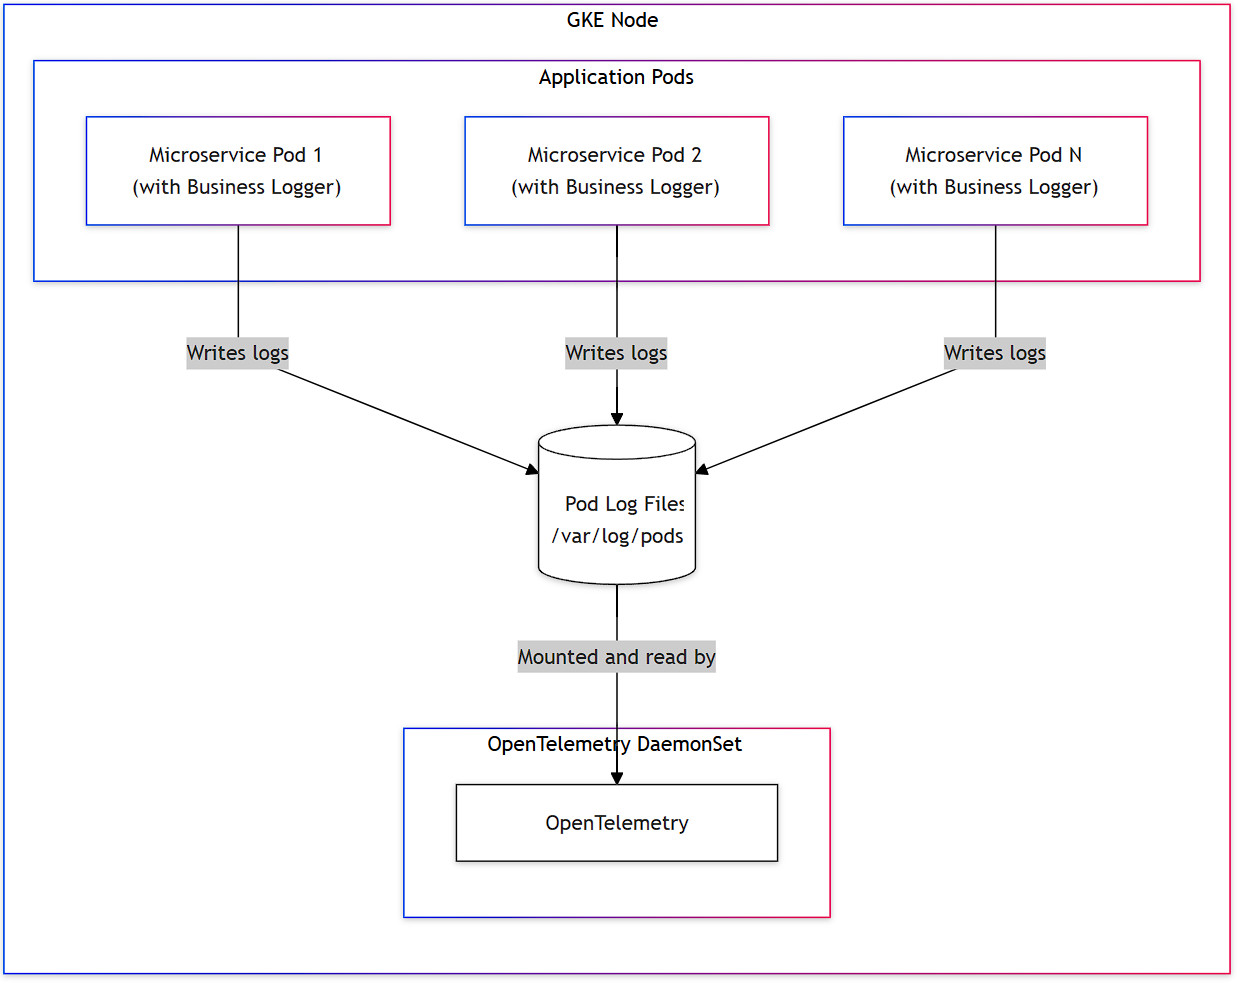 GKE Node
Application Pods
Microservice Pod 1
(with Business Logger)
Microservice Pod 2
(with Business Logger)
Microservice Pod N
(with Business Logger)
Writes logs
Writes logs
Writes logs
Pod Log Files
/var/log/pods
Mounted and read by
OpenTelemetry DaemonSet
OpenTelemetry